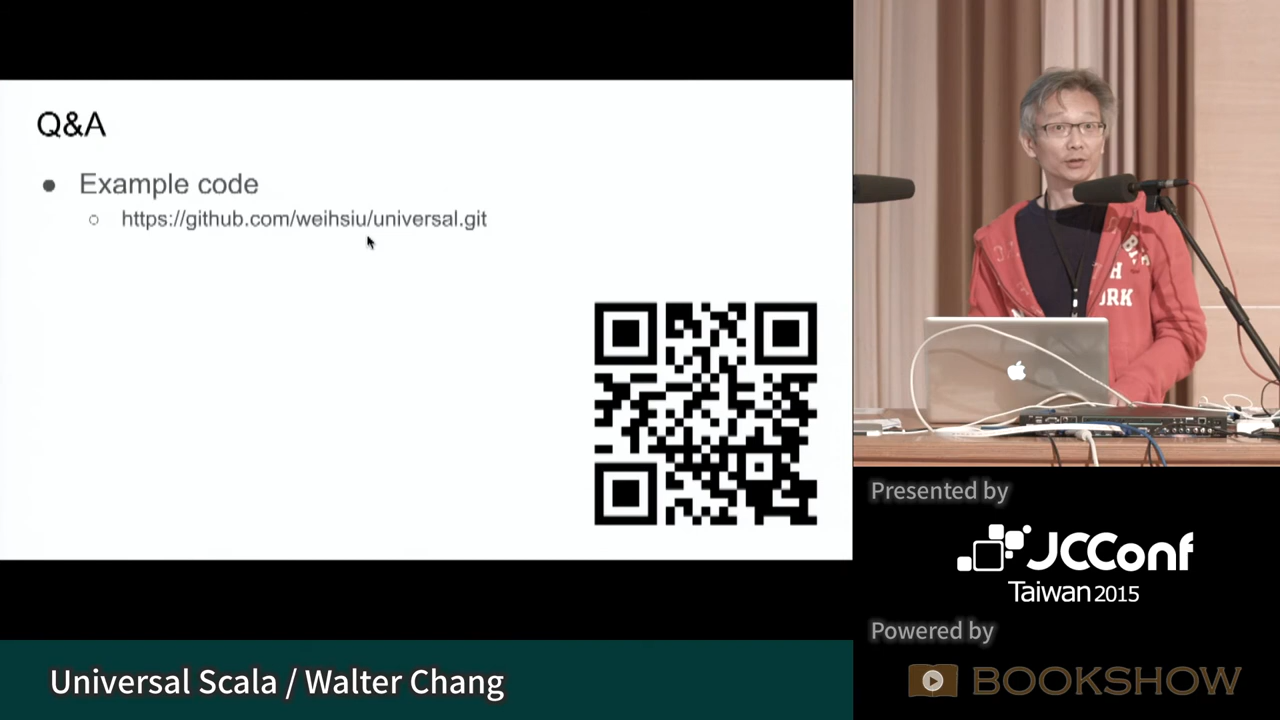 Q&A
Example code
https://github.com/weihsiu/universal.git
RK
Presented by
JCConf
Taiwan 2015
Powered by
BOOKSHOW
Universal Scala / Walter Chang